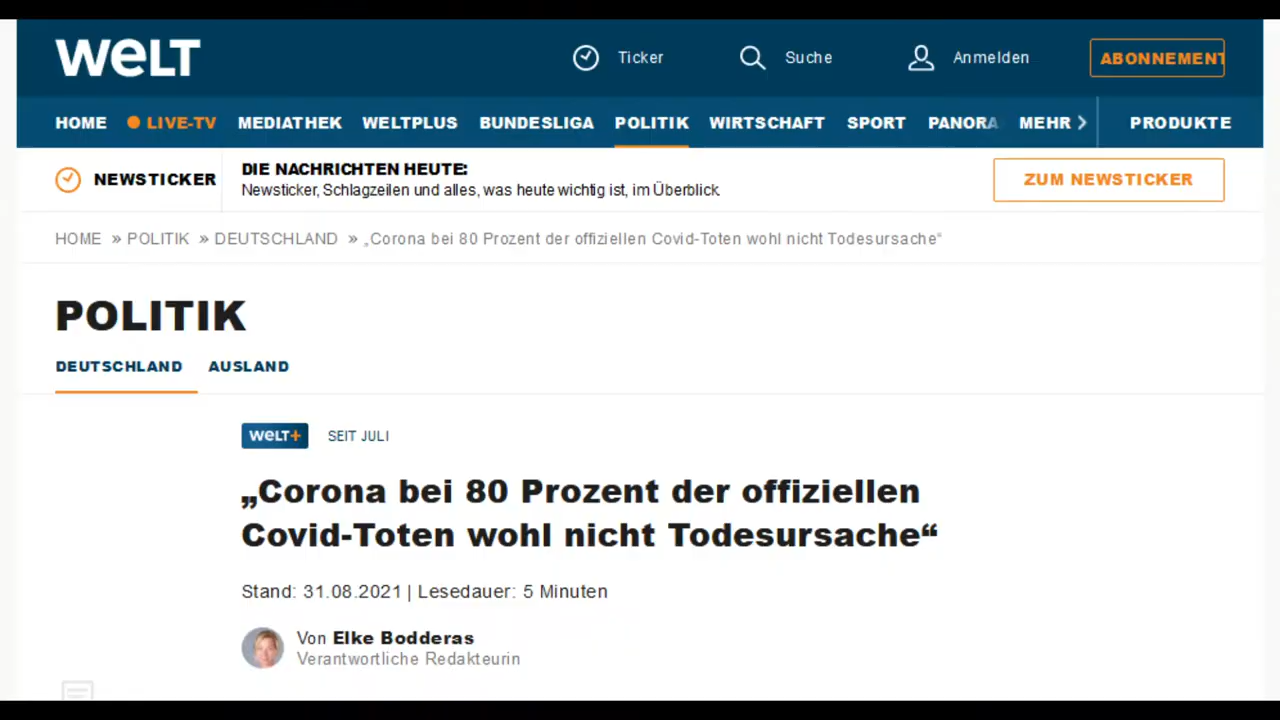 WELT
Ticker
Suche
Anmelden
ABONNEMENT
HOME
LIVE-TV
MEDIATHEK
WELTPLUS
BUNDESLIGA
POLITIK
WIRTSCHAFT
SPORT
PANORA
MEHR
PRODUKTE
NEWSTICKER
DIE NACHRICHTEN HEUTE:
Newsticker, Schlagzeilen und alles, was heute wichtig ist, im Überblick.
ZUM NEWSTICKER
HOME » POLITIK » DEUTSCHLAND » „Corona bei 80 Prozent der offiziellen Covid-Toten wohl nicht Todesursache“
POLITIK
DEUTSCHLAND
AUSLAND
WELT+ SEIT JULI
„Corona bei 80 Prozent der offiziellen
Covid-Toten wohl nicht Todesursache“
Stand: 31.08.2021 | Lesedauer: 5 Minuten
Von Elke Bodderas
Verantwortliche Redakteurin